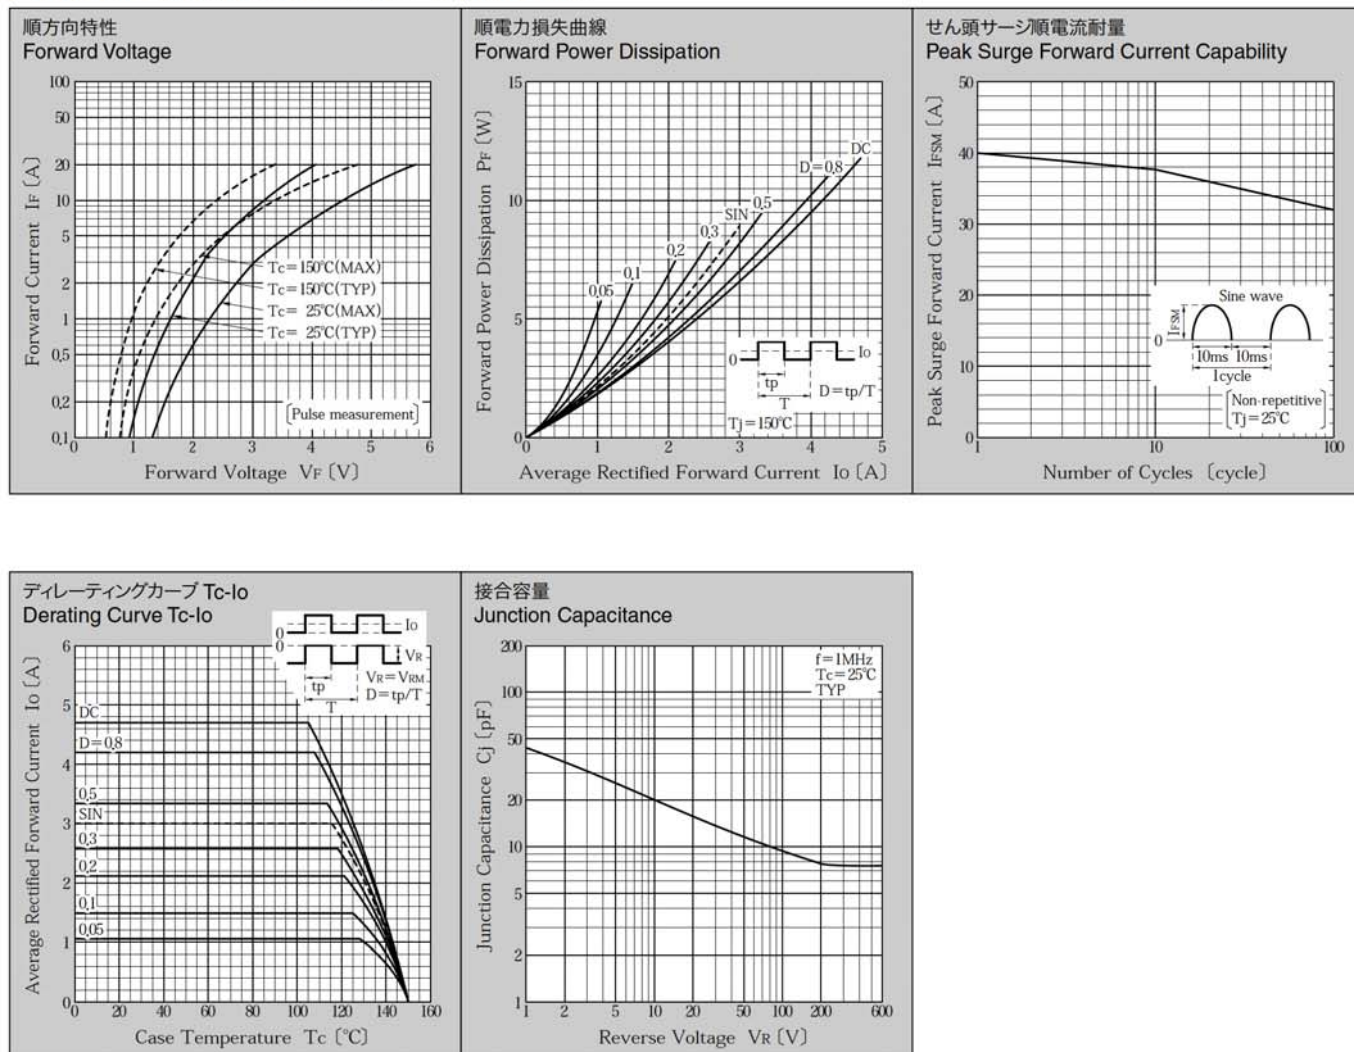 順方向特性
Forward Voltage
Forward Current IF〔A〕
100
50
20
10
5
2
1
0.5
0.2
0.1
Tc=150℃(MAX)
Tc=150℃(TYP)
Tc= 25℃(MAX)
Tc= 25℃(TYP)
〔Pulse measurement〕
0 1 2 3 4 5 6
Forward Voltage VF〔V〕
順電力損失曲線
Forward Power Dissipation
Forward Power Dissipation PF〔W〕
15
10
5
0
DC
D=0.8
0.5
SIN
0.3
0.2
0.1
0.05
0
Io
tp
T
D=tp/T
Tj=150℃
0 1 2 3 4 5
Average Rectified Forward Current Io〔A〕
せん頭サージ順電流耐量
Peak Surge Forward Current Capability
Peak Surge Forward Current IFSM〔A〕
50
40
30
20
10
0
Sine wave
IFSM
0
10ms 10ms
1cycle
Non-repetitive
Tj=25℃
1 10 100
Number of Cycles〔cycle〕
ディレーティングカーブ Tc-Io
Derating Curve Tc-Io
0 Io
0 VR
tp
T
VR=VRM
D=tp/T
Average Rectified Forward Current Io〔A〕
6
5
4
3
2
1
0
DC
D=0.8
0.5
SIN
0.3
0.2
0.1
0.05
0 20 40 60 80 100 120 140 160
Case Temperature Tc〔℃〕
接合容量
Junction Capacitance
Junction Capacitance Cj〔pF〕
200
100
50
20
10
5
2
1
f=1MHz
Tc=25℃
TYP
1 2 5 10 20 50 100 200 600
Reverse Voltage VR〔V〕